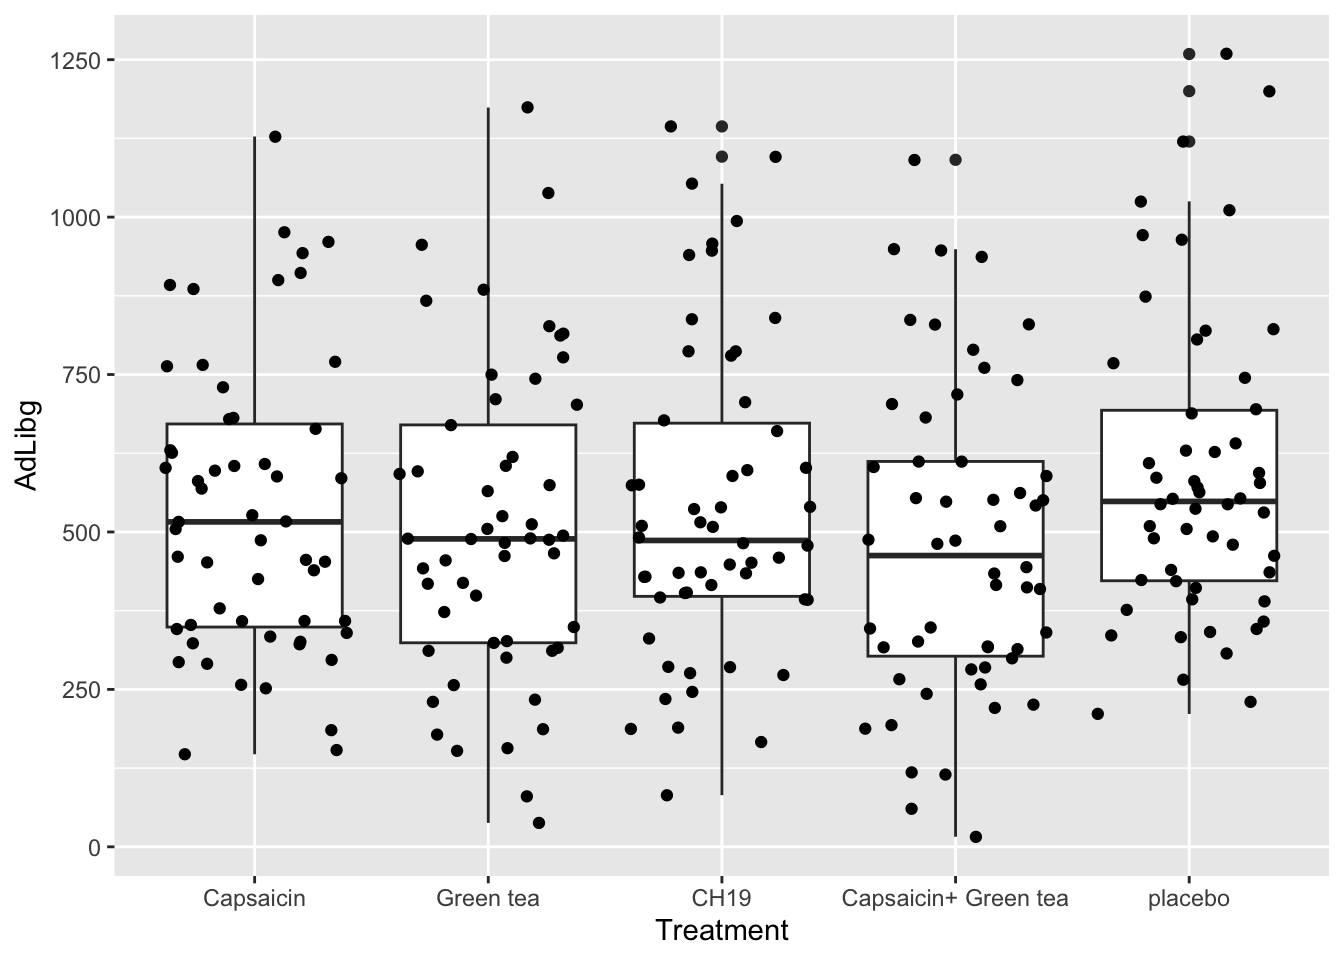 AdLibg
1250
1000
750
500
250
0
Capsaicin
Green tea
CH19
Capsaicin+ Green tea
placebo
Treatment